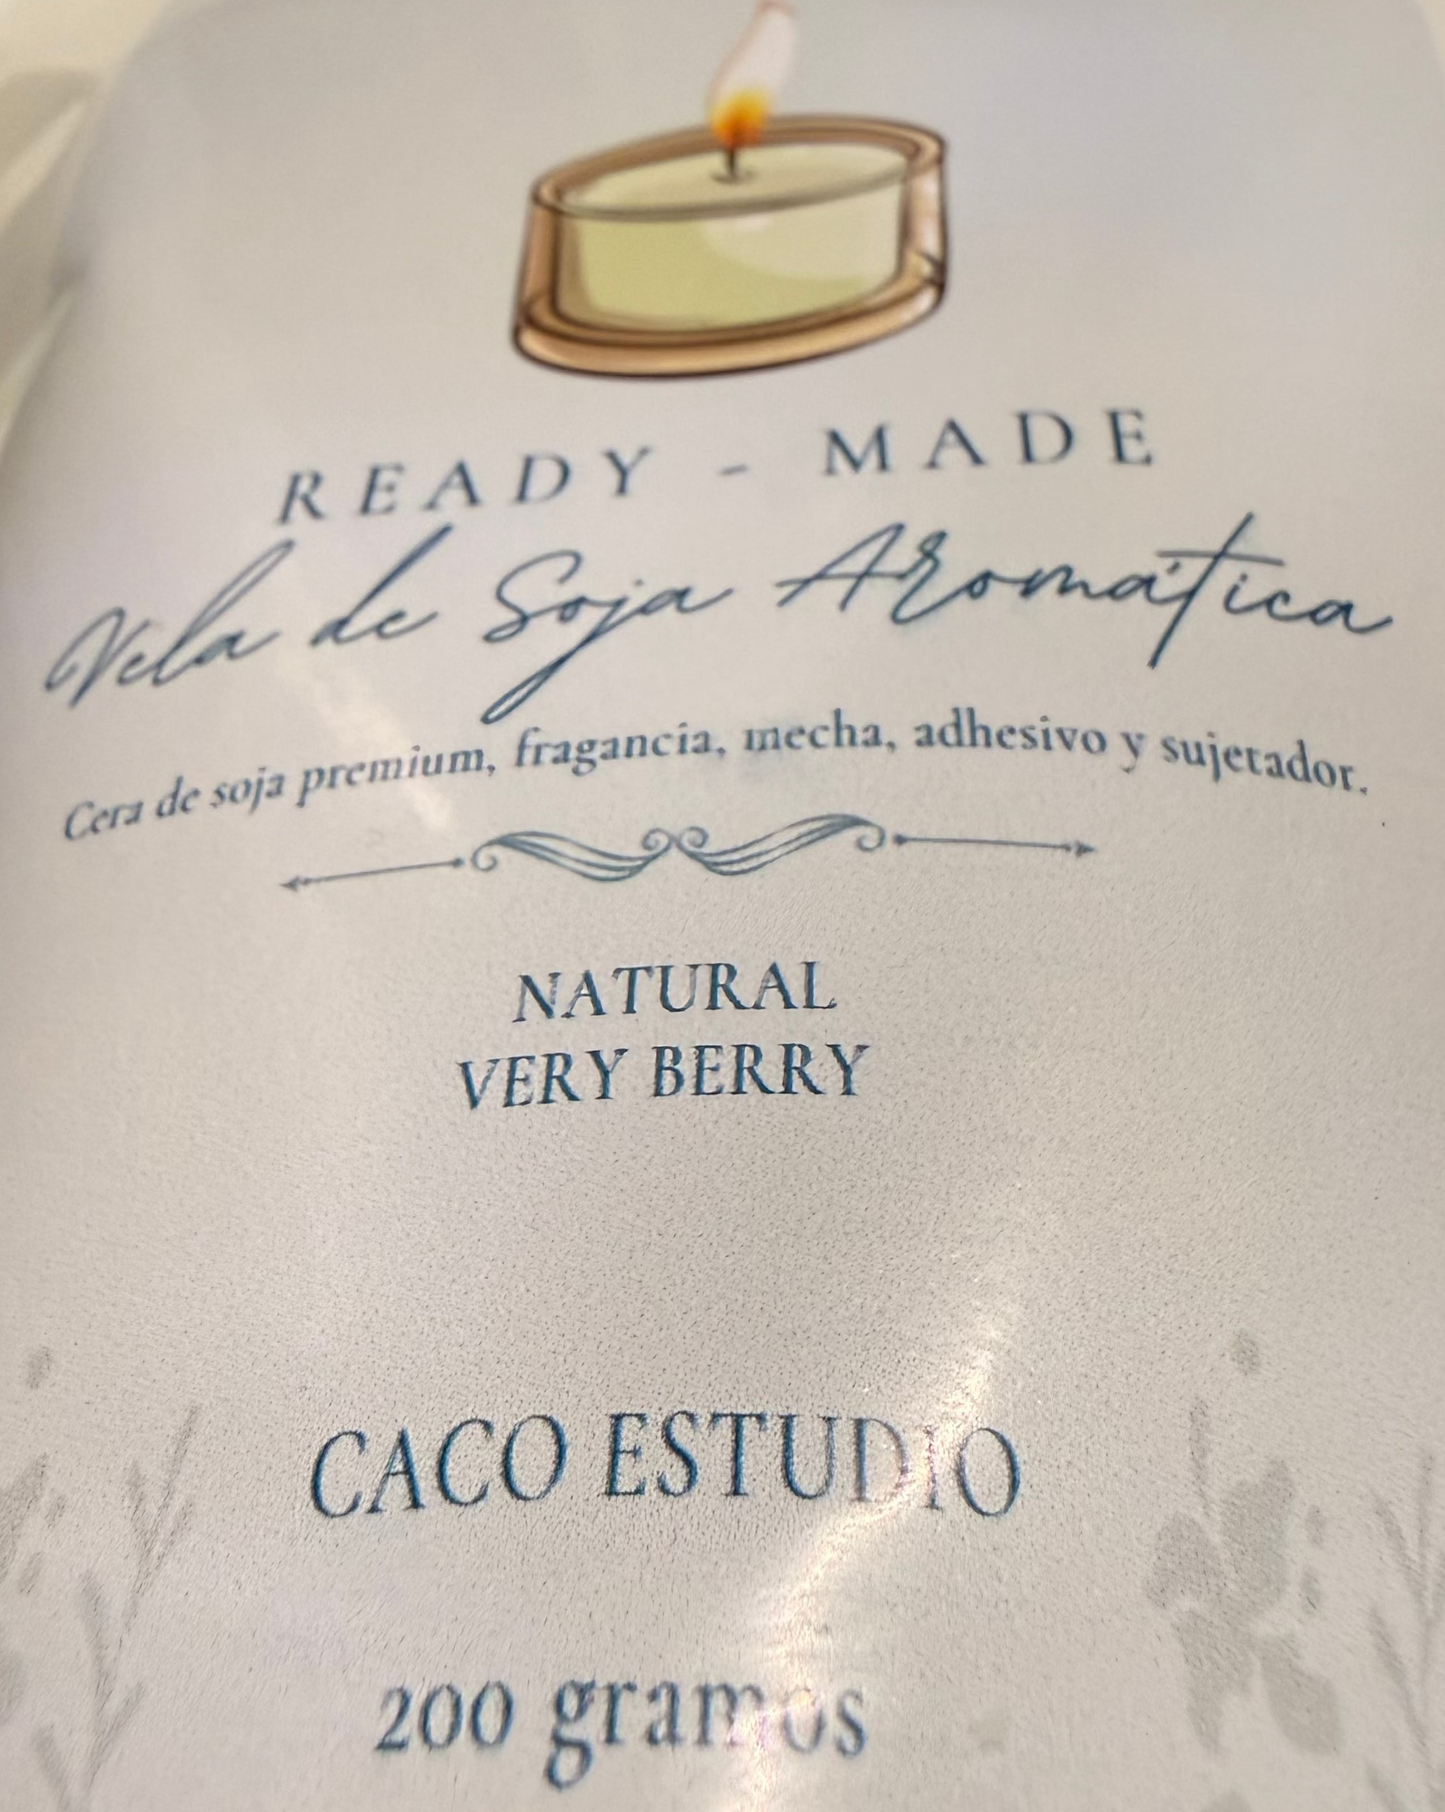 READY - MADE
Vela de Soja Aromática
Cera de soja premium, fragancia, mecha, adhesivo y sujetador.
NATURAL
VERY BERRY
CACO ESTUDIO
200 gramos